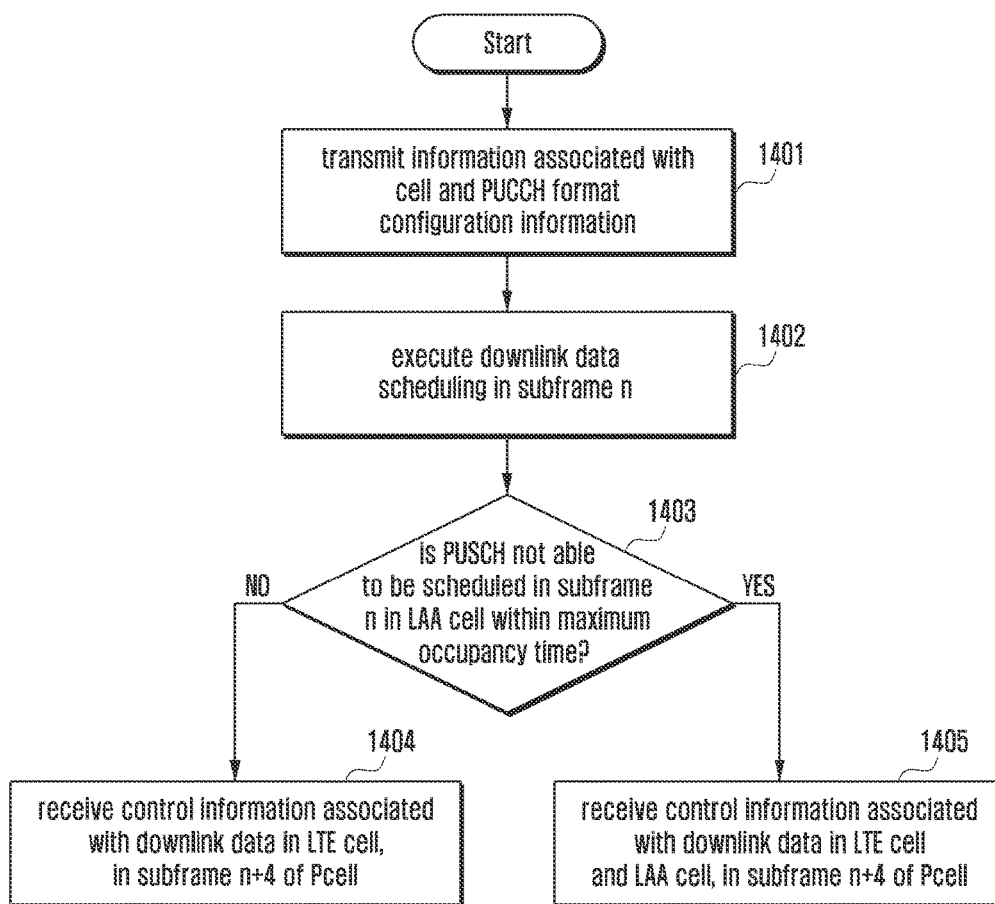 Start
transmit information associated with
cell and PUCCH format
configuration information
1401
execute downlink data
scheduling in subframe n
1402
is PUSCH not able
to be scheduled in subframe
n in LAA cell within maximum
occupancy time?
1403
NO
YES
1404
receive control information associated
with downlink data in LTE cell,
in subframe n+4 of Pcell
1405
receive control information associated
with downlink data in LTE cell
and LAA cell, in subframe n+4 of Pcell